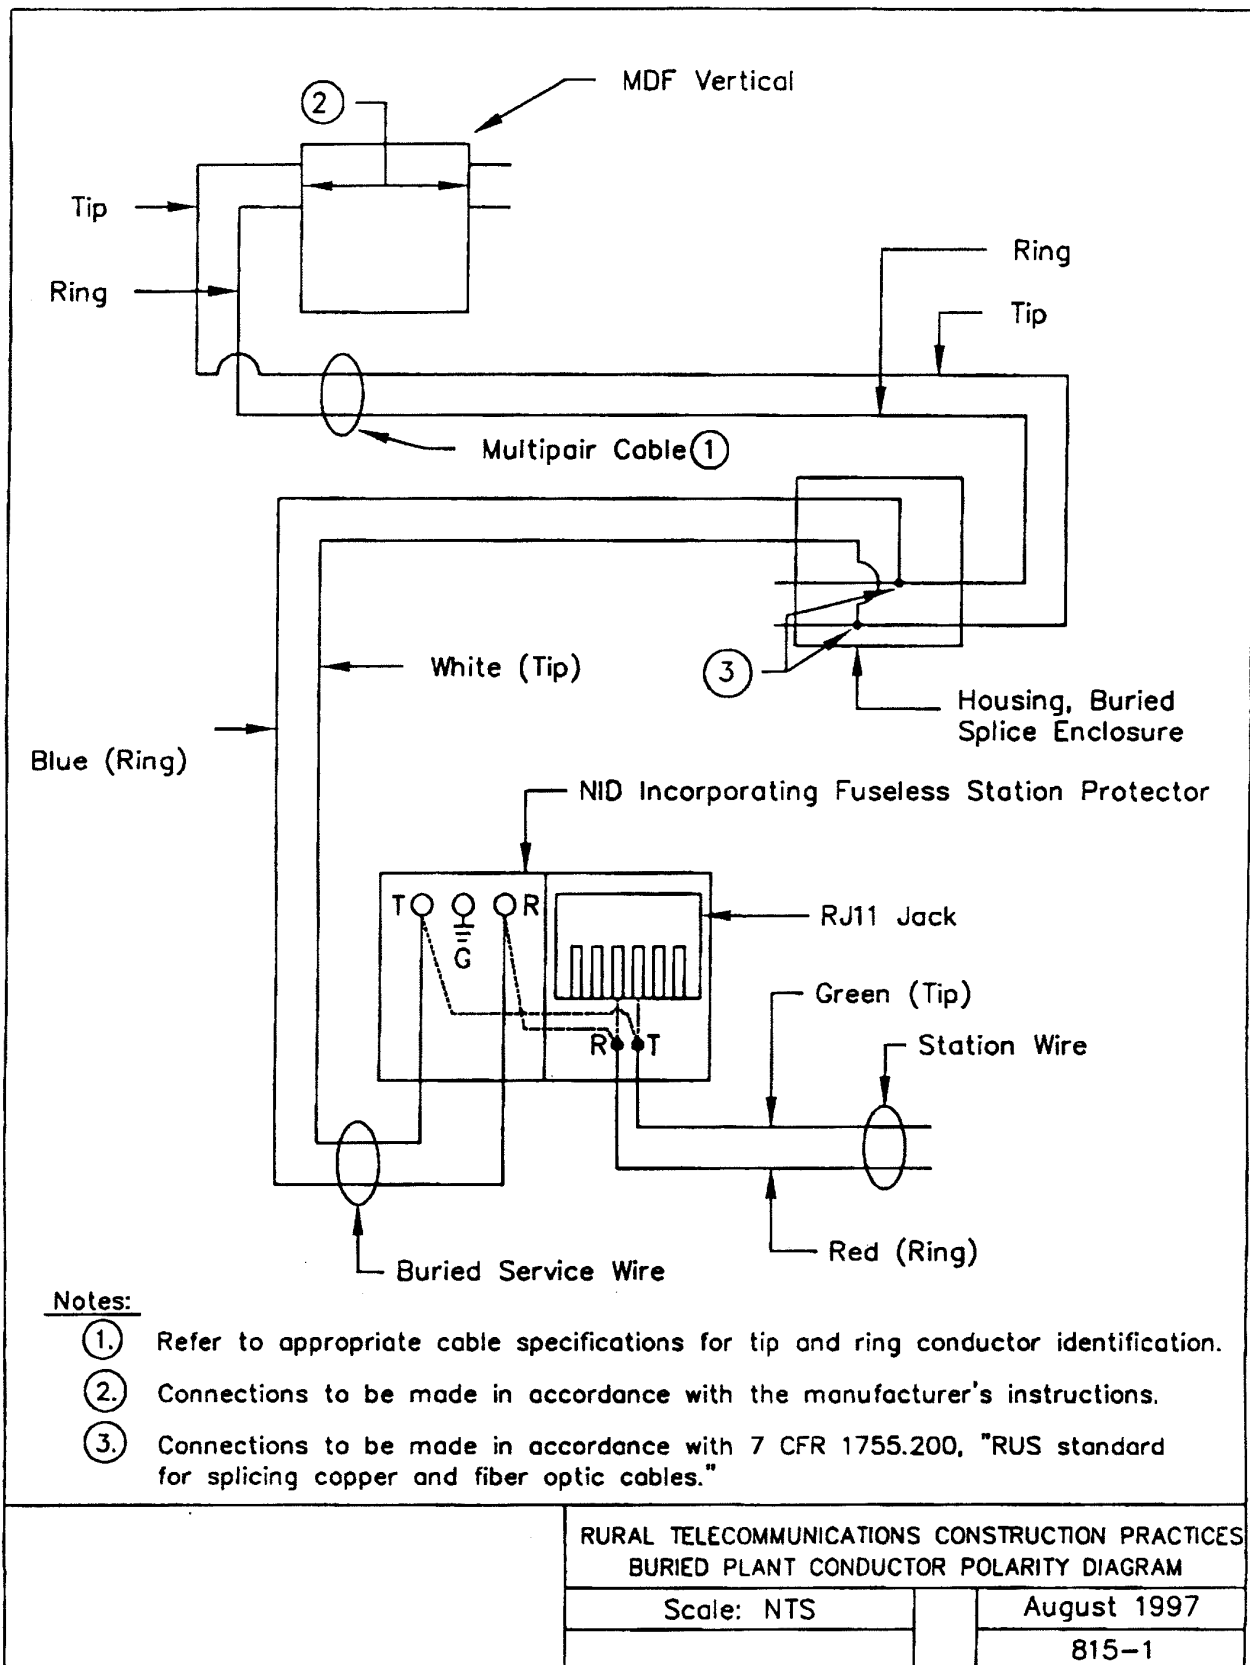 MDF Vertical
2
Tip
Ring
Ring
Tip
Multipair Cable 1
White (Tip)
3
Housing, Buried
Splice Enclosure
Blue (Ring)
NID Incorporating Fuseless Station Protector
T R
G
RJ11 Jack
Green (Tip)
R T
Station Wire
Red (Ring)
Buried Service Wire
Notes:
1. Refer to appropriate cable specifications for tip and ring conductor identification.
2. Connections to be made in accordance with the manufacturer's instructions.
3. Connections to be made in accordance with 7 CFR 1755.200, "RUS standard
for splicing copper and fiber optic cables."
RURAL TELECOMMUNICATIONS CONSTRUCTION PRACTICES
BURIED PLANT CONDUCTOR POLARITY DIAGRAM
Scale: NTS
August 1997
815-1